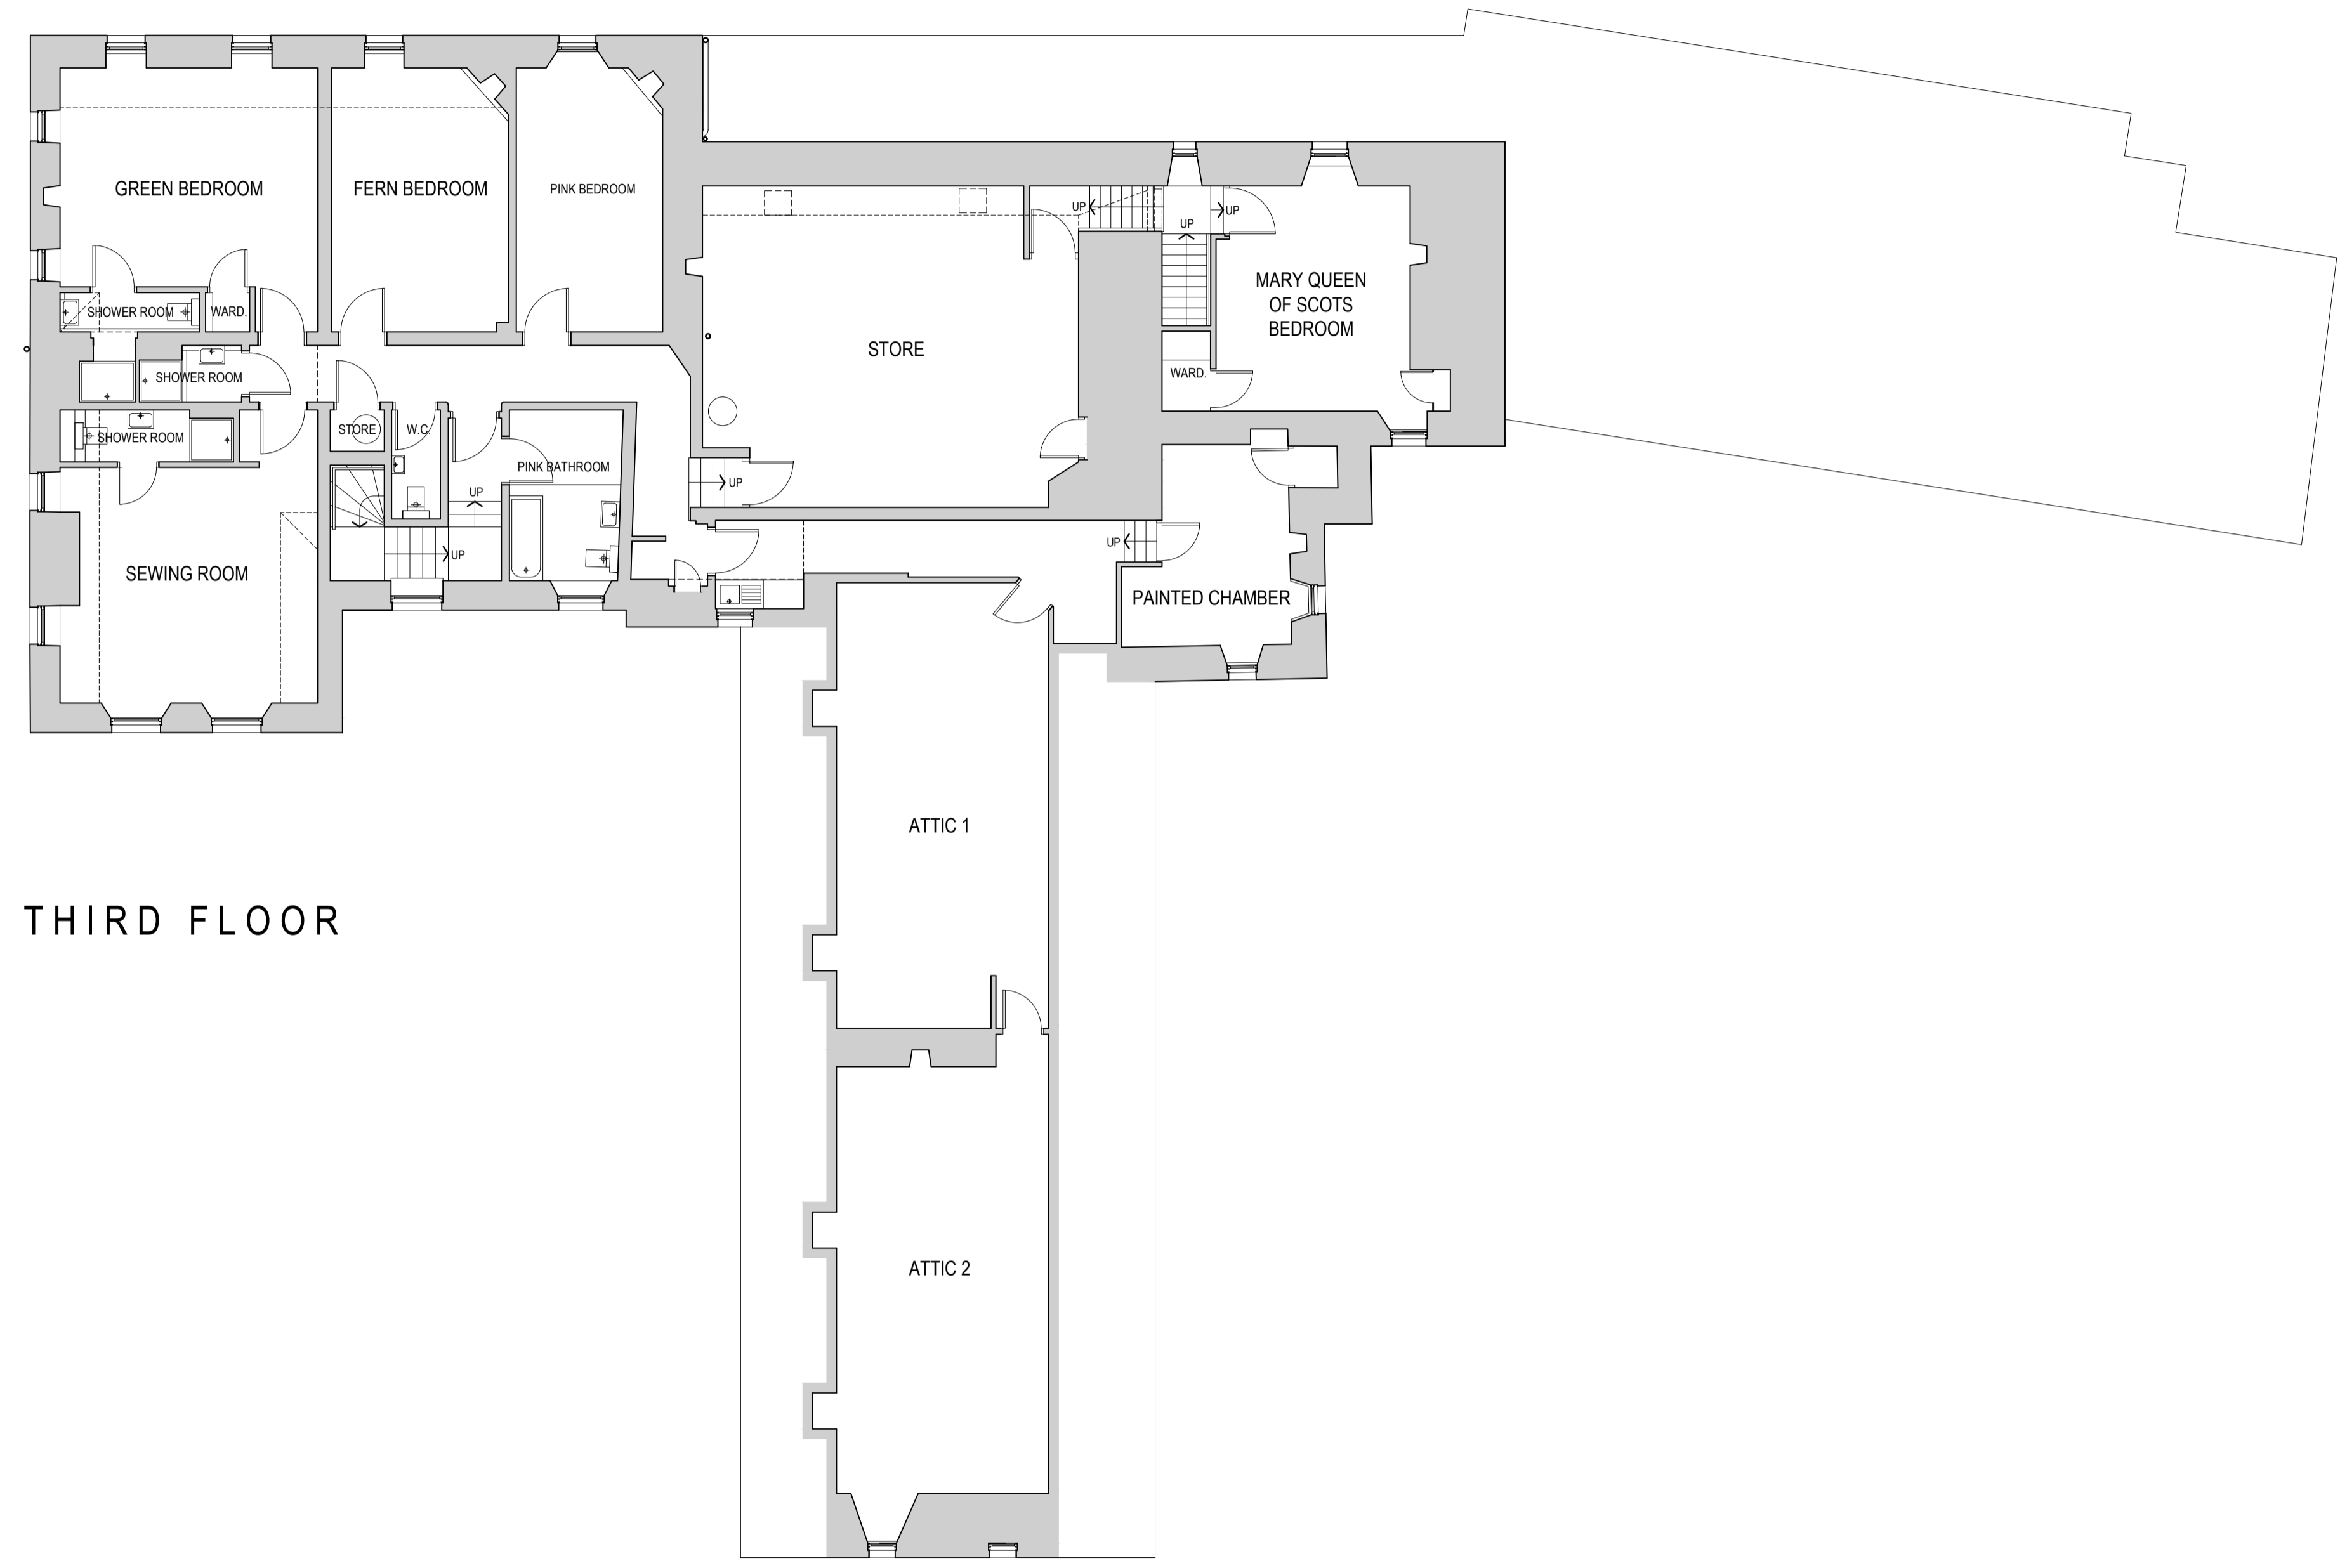 GREEN BEDROOM
FERN BEDROOM
PINK BEDROOM
UP
UP
UP
MARY QUEEN
OF SCOTS
BEDROOM
SHOWER ROOM
WARD.
STORE
SHOWER ROOM
WARD.
SHOWER ROOM
STORE
W.C.
PINK BATHROOM
UP
UP
UP
UP
SEWING ROOM
PAINTED CHAMBER
ATTIC 1
THIRD FLOOR
ATTIC 2